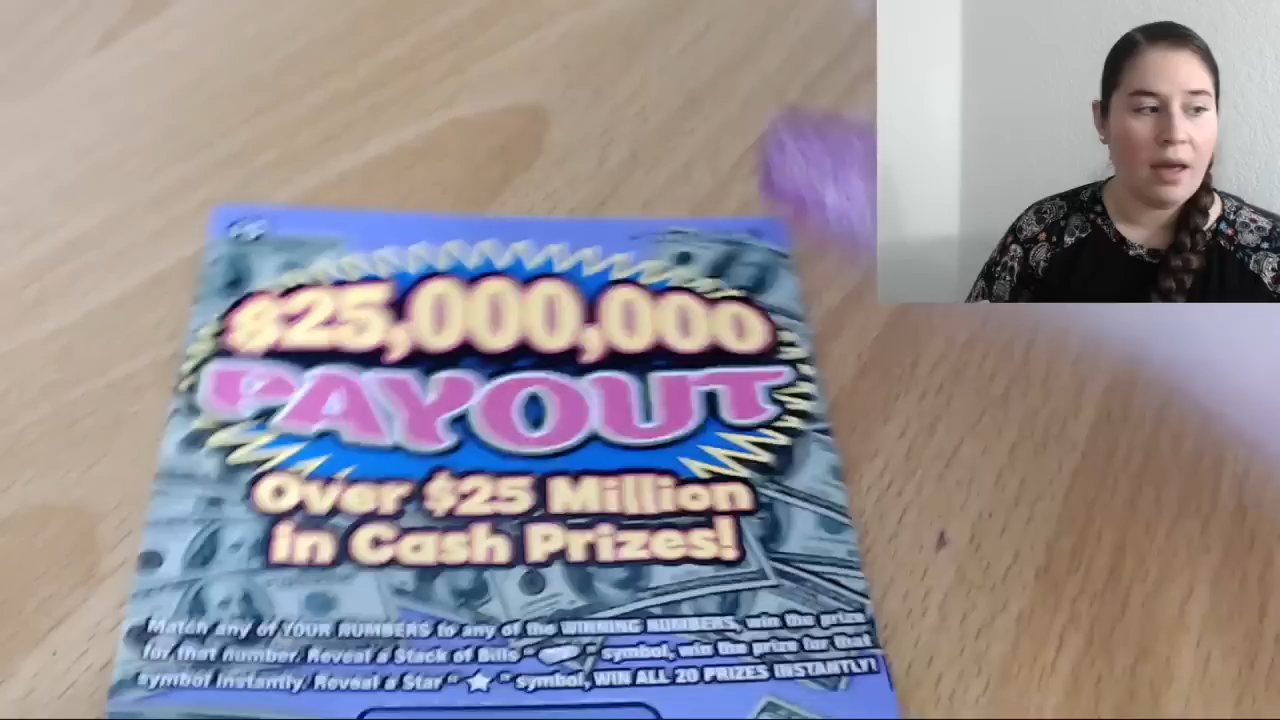 $25,000,000
PAYOUT
Over $25 Million
in Cash Prizes!
Match any of YOUR NUMBERS to any of the WINNING NUMBERS, win the prize
for that number. Reveal a Stack of Bills " " symbol, win the prize for that
symbol instantly. Reveal a Star " " symbol, WIN ALL 20 PRIZES INSTANTLY!